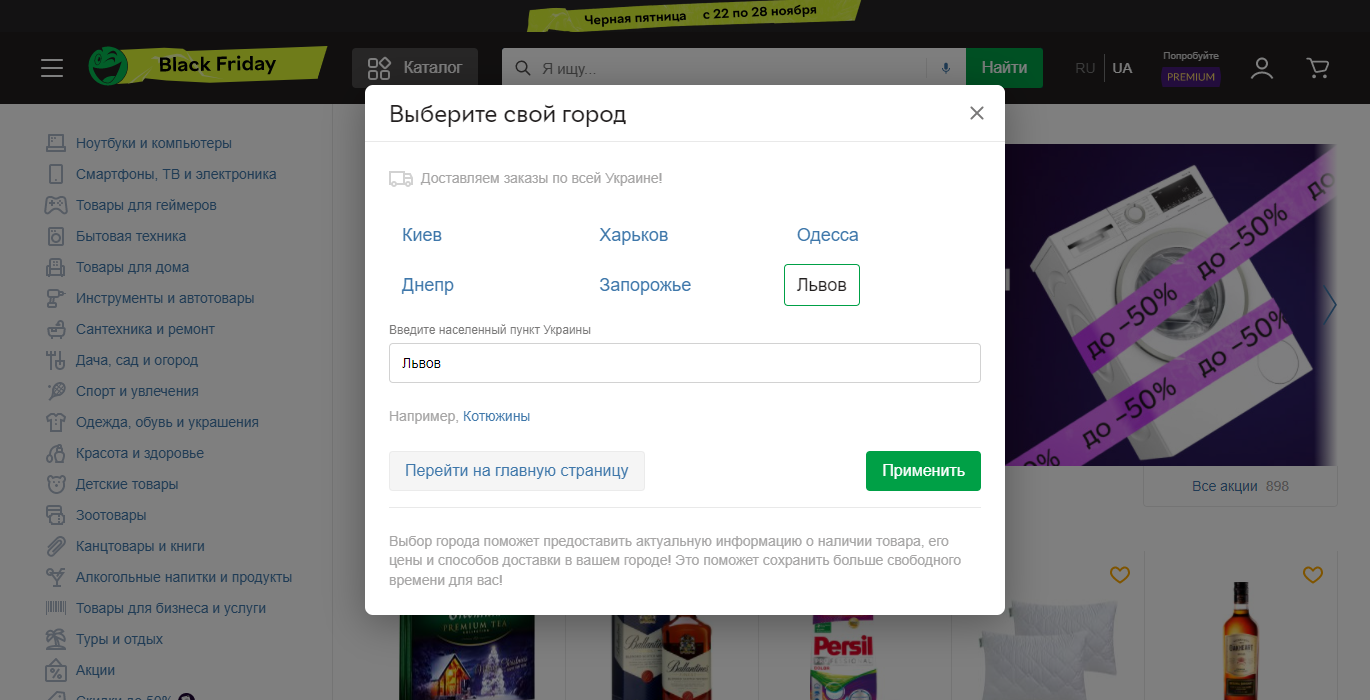 Черная пятница с 22 по 28 ноября
Black Friday
Каталог
Я ищу...
Найти
RU
UA
Попробуйте
PREMIUM
Ноутбуки и компьютеры
Смартфоны, ТВ и электроника
Товары для геймеров
Бытовая техника
Товары для дома
Инструменты и автотовары
Сантехника и ремонт
Дача, сад и огород
Спорт и увлечения
Одежда, обувь и украшения
Красота и здоровье
Детские товары
Зоотовары
Канцтовары и книги
Алкогольные напитки и продукты
Товары для бизнеса и услуги
Туры и отдых
Акции
Скидки до 50%
Выберите свой город
Доставляем заказы по всей Украине!
Киев
Харьков
Одесса
Днепр
Запорожье
Львов
Введите населенный пункт Украины
Львов
Например, Котюжины
Перейти на главную страницу
Применить
Выбор города поможет предоставить актуальную информацию о наличии товара, его
цены и способов доставки в вашем городе! Это поможет сохранить больше свободного
времени для вас!
до -50%
до -50%
до -50%
до -50%
Все акции 898
PREMIUM TEA
Christmas
Ballantine's
Persil